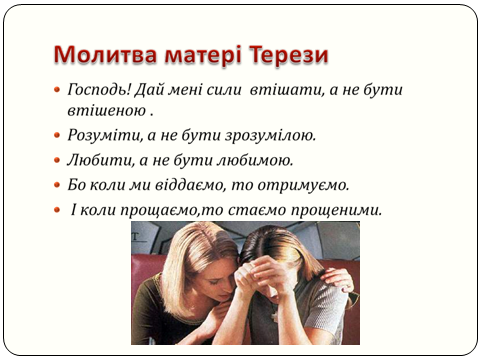 Молитва матері Терези
Господь! Дай мені сили втішати, а не бути
втішеною .
Розуміти, а не бути зрозумілою.
Любити, а не бути любимою.
Бо коли ми віддаємо, то отримуємо.
І коли прощаємо,то стаємо прощеними.